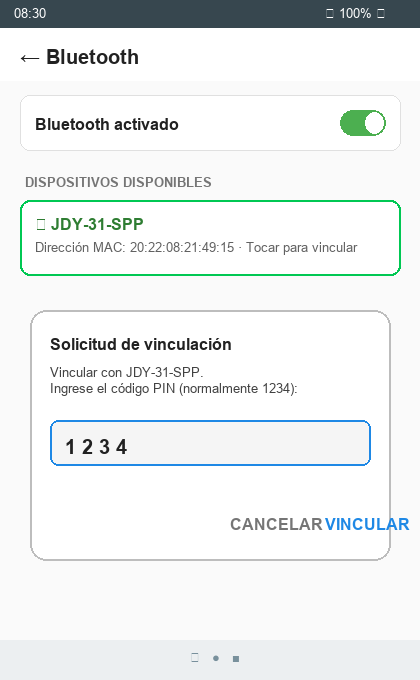 08:30 100%
← Bluetooth
Bluetooth activado
DISPOSITIVOS DISPONIBLES
JDY-31-SPP
Dirección MAC: 20:22:08:21:49:15 · Tocar para vincular
Solicitud de vinculación
Vincular con JDY-31-SPP.
Ingrese el código PIN (normalmente 1234):
1 2 3 4
CANCELAR VINCULAR